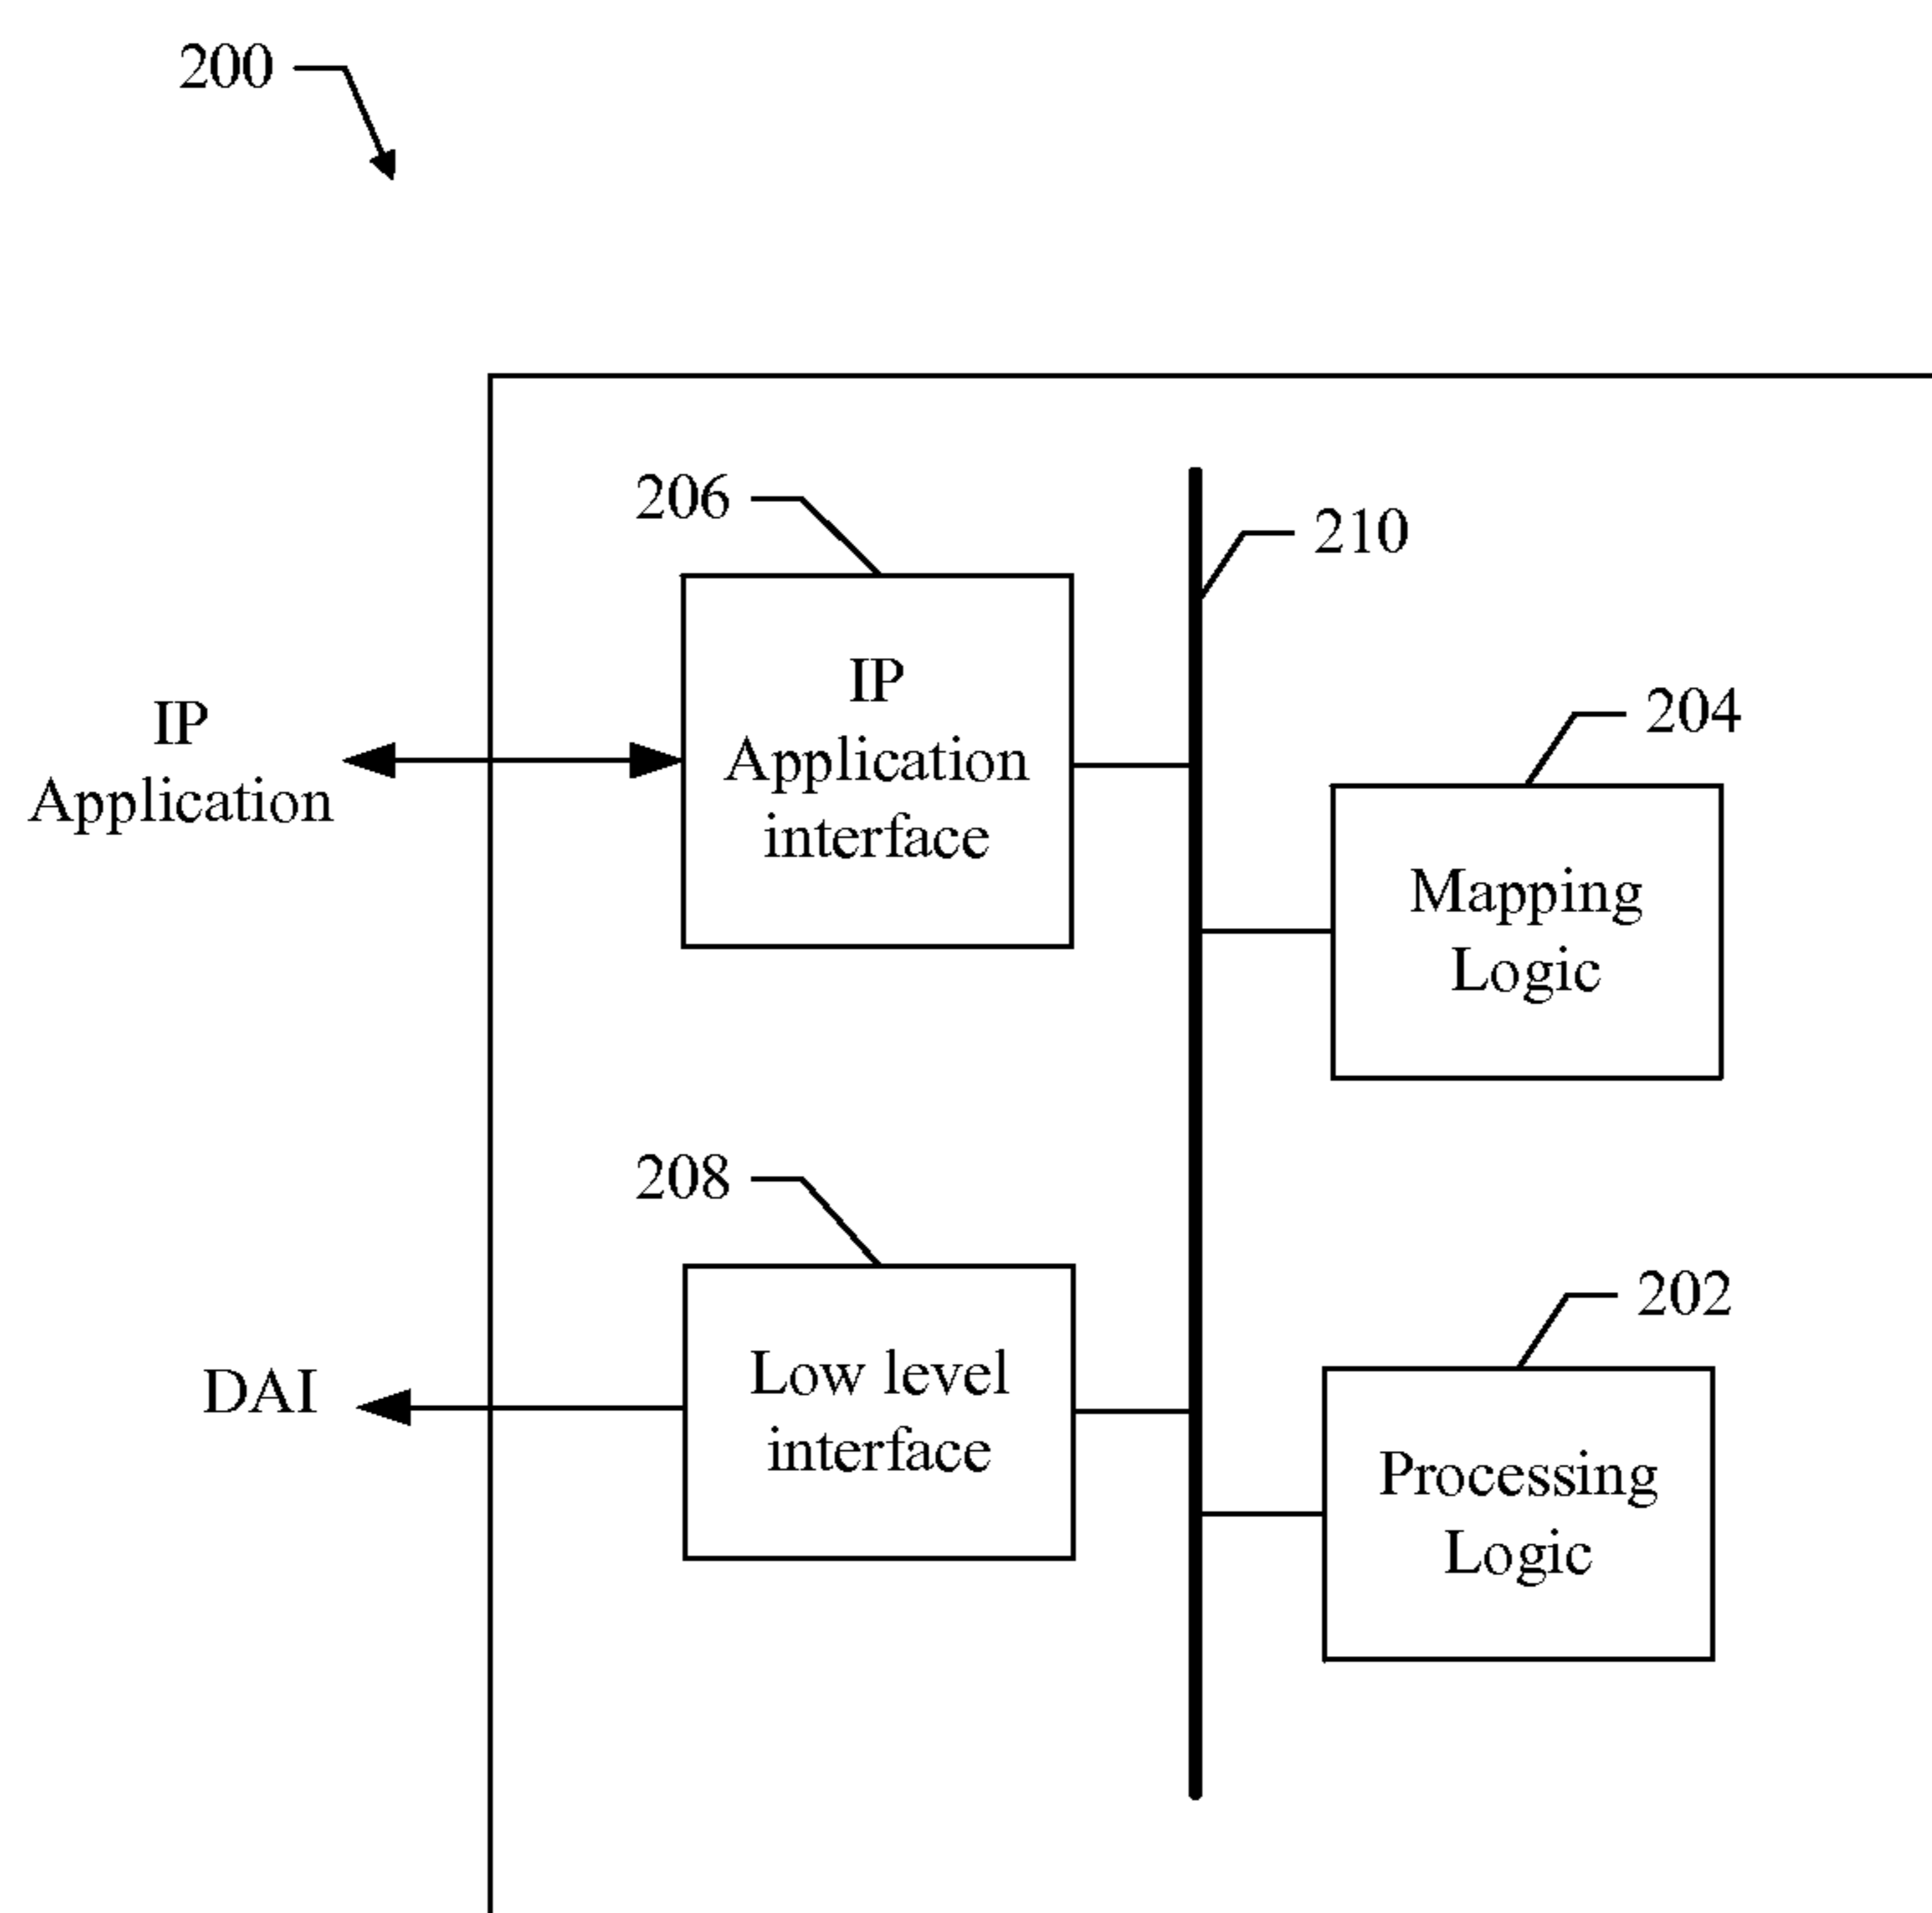 200
206
210
IP
Application
IP
Application
interface
204
Mapping
Logic
208
DAI
Low level
interface
202
Processing
Logic